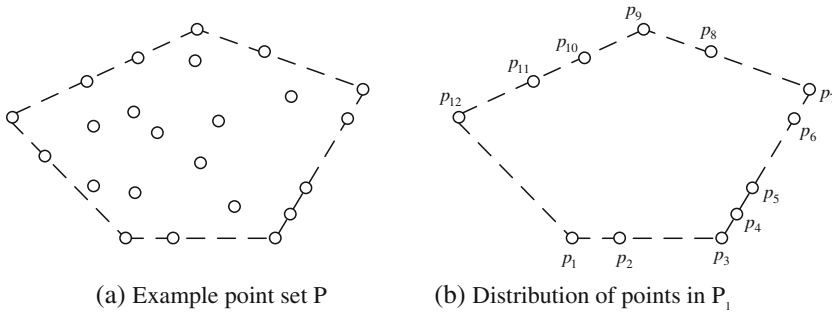 p₉
p₈
p₁₀
p₁₁
p₁₂
p₇
p₆
p₅
p₄
p₁
p₂
p₃
(a) Example point set P
(b) Distribution of points in P₁